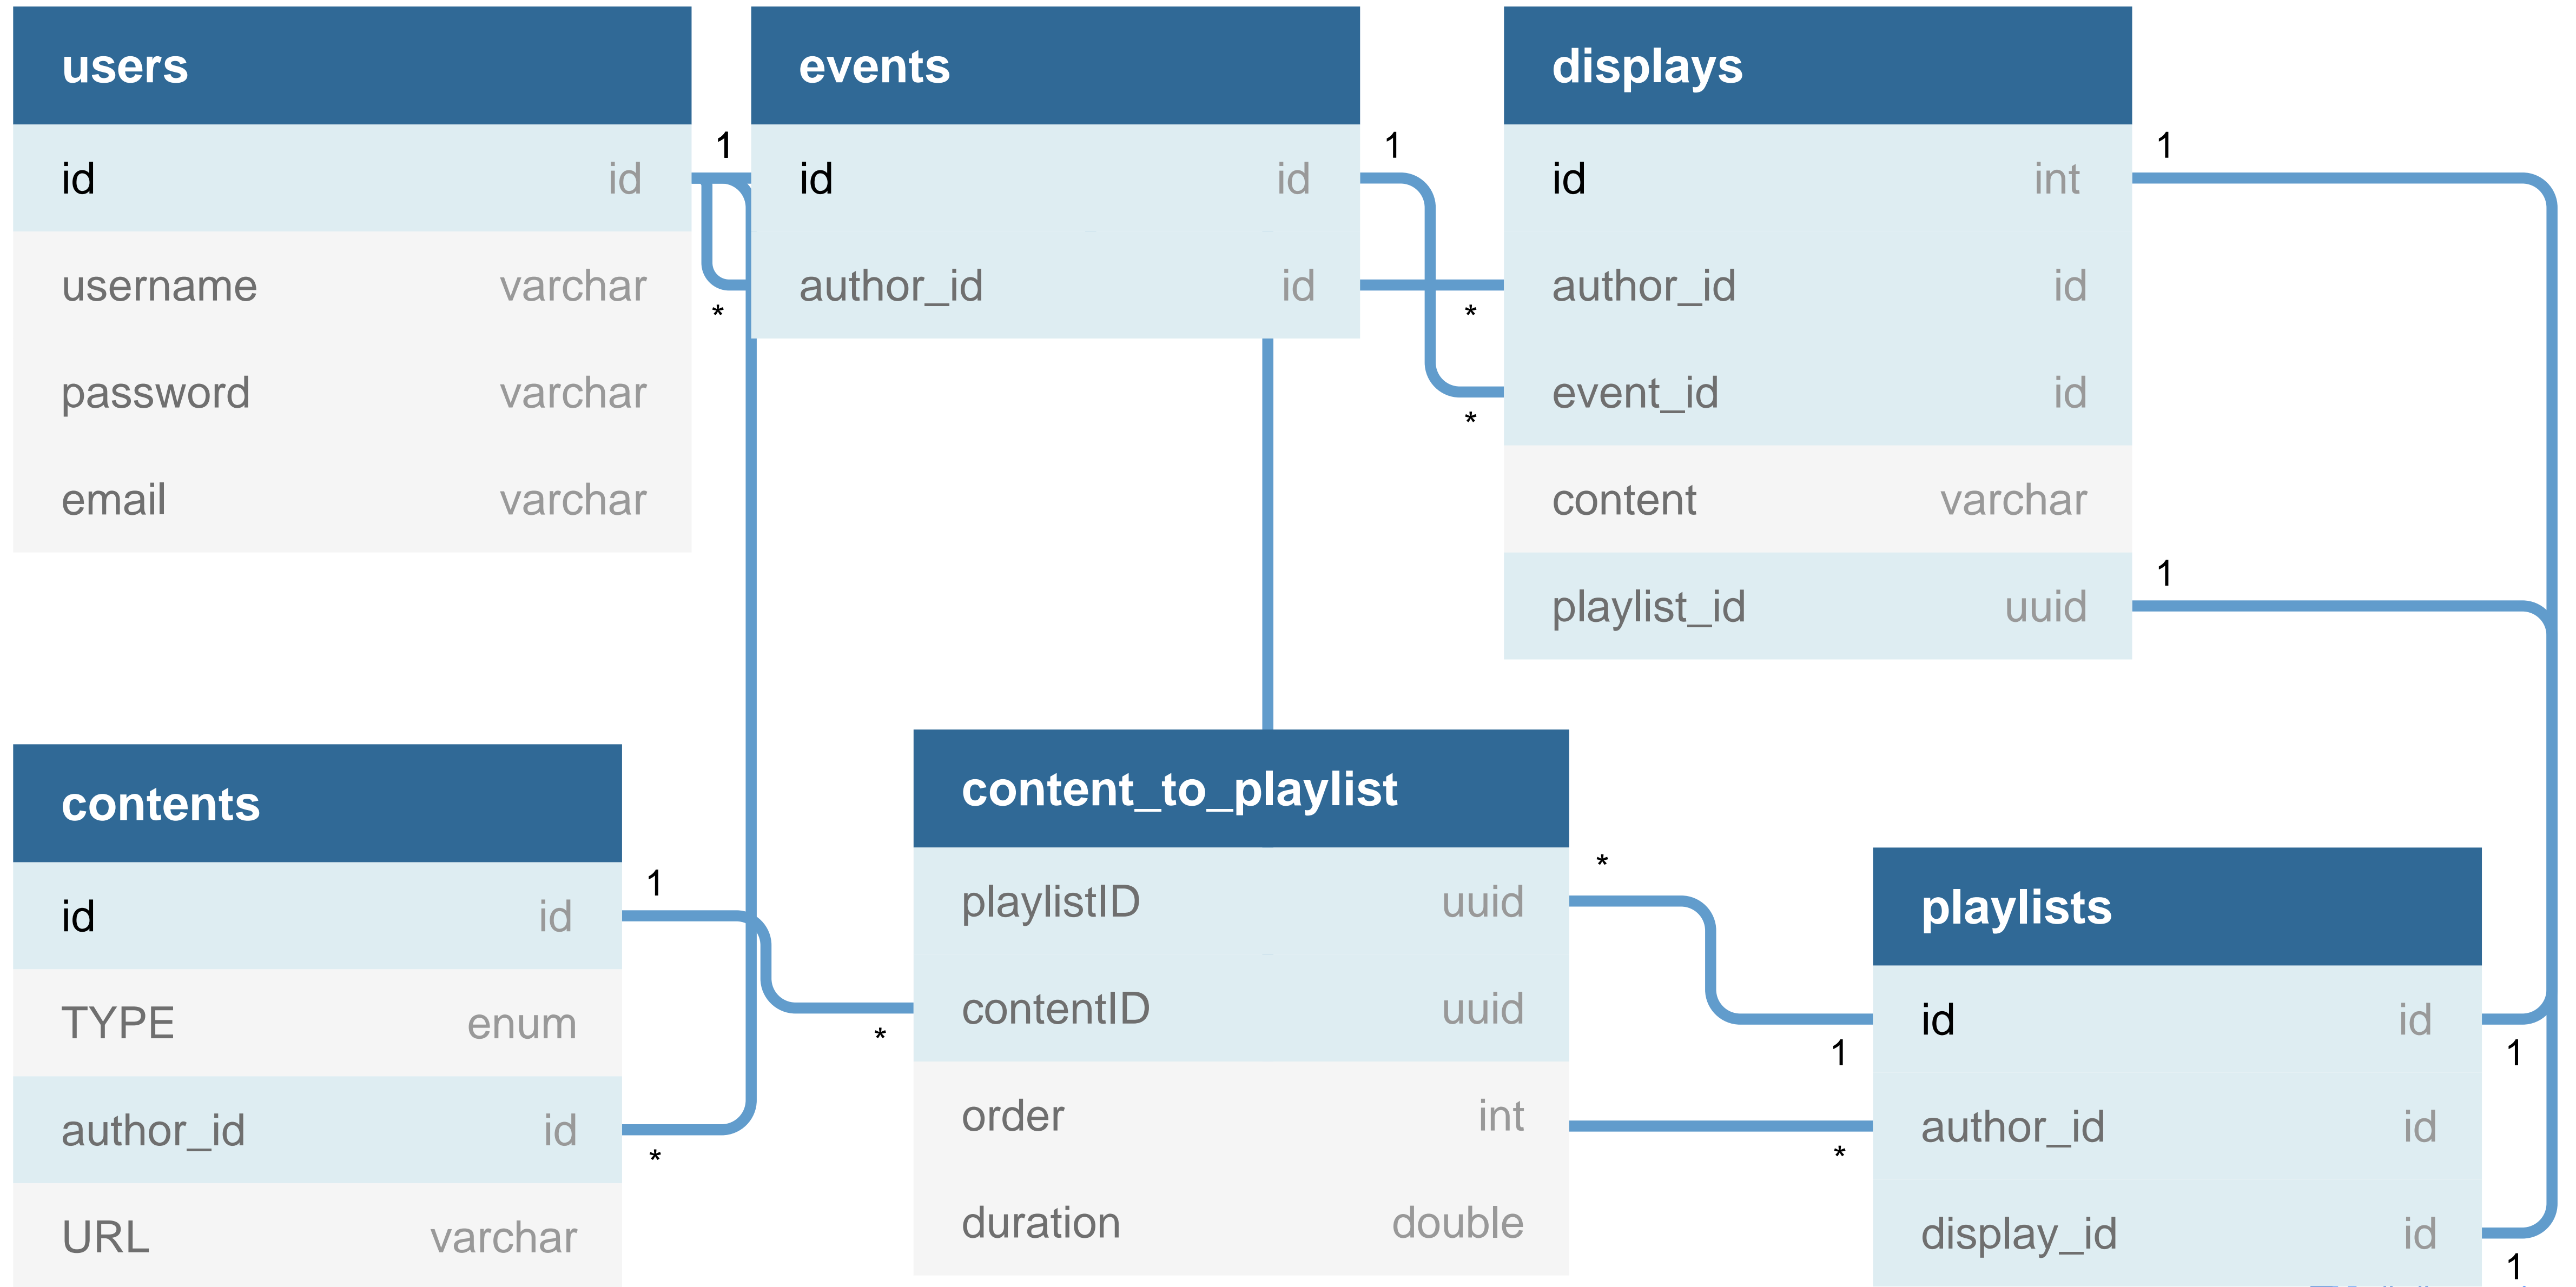 users
id id
username varchar
password varchar
email varchar
1
*
events
id id
author_id id
1
*
*
displays
id int
author_id id
event_id id
content varchar
playlist_id uuid
1
1
contents
id id
TYPE enum
author_id id
URL varchar
1
*
*
content_to_playlist
playlistID uuid
contentID uuid
order int
duration double
*
1
*
playlists
id id
author_id id
display_id id
1
1